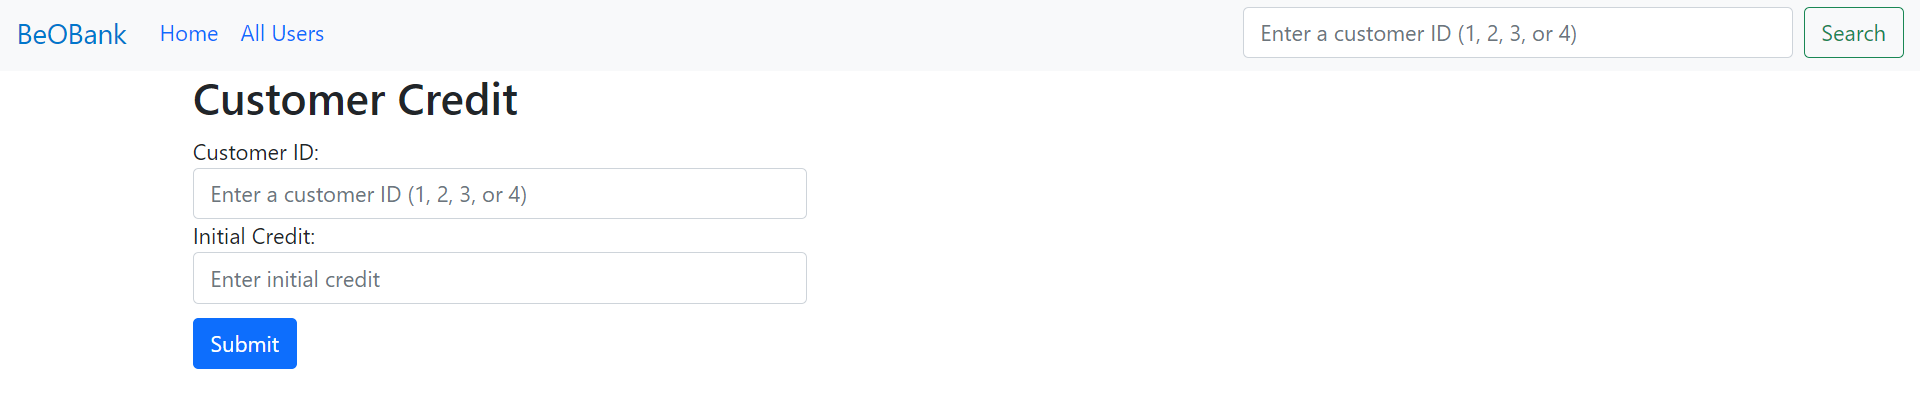 BeOBank Home All Users Enter a customer ID (1, 2, 3, or 4) Search
Customer Credit
Customer ID:
Enter a customer ID (1, 2, 3, or 4)
Initial Credit:
Enter initial credit
Submit